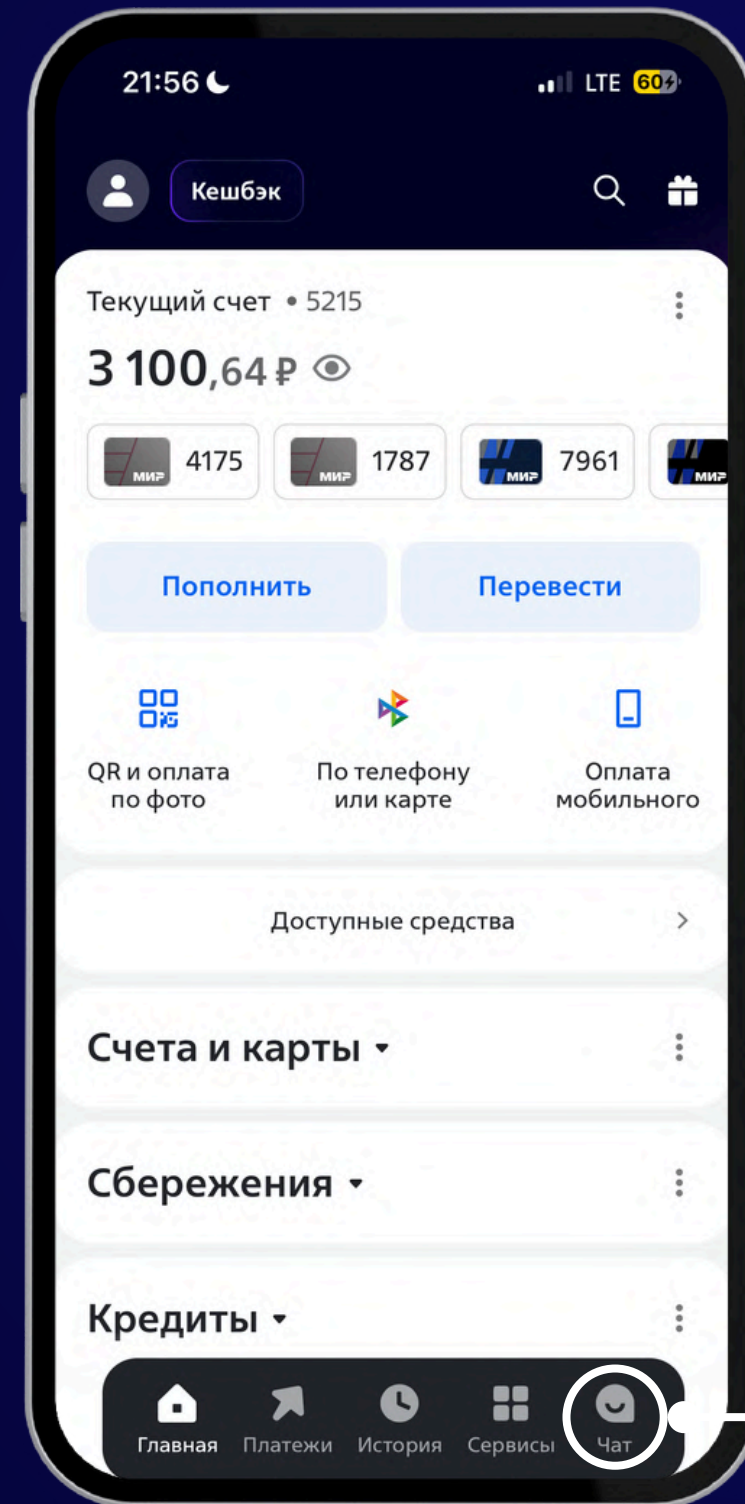 21:56 LTE 60
Кешбэк
Текущий счет • 5215
3 100,64 ₽
МИР 4175 МИР 1787 МИР 7961 МИР
Пополнить Перевести
QR и оплата
по фото
По телефону
или карте
Оплата
мобильного
Доступные средства
Счета и карты
Сбережения
Кредиты
Главная Платежи История Сервисы Чат